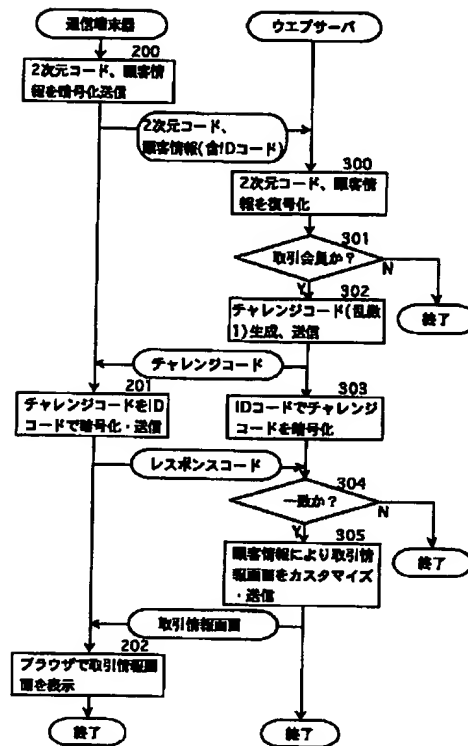 通信端末器
ウエブサーバ
200
2次元コード、顧客情
報を暗号化送信
2次元コード、
顧客情報(含IDコード)
300
2次元コード、顧客情
報を復号化
301
取引会員か?
N
Y
302
チャレンジコード(乱数
1)生成、送信
終了
チャレンジコード
201
チャレンジコードをID
コードで暗号化・送信
303
IDコードでチャレンジ
コードを暗号化
レスポンスコード
304
一致か?
N
Y
305
顧客情報により取引情
報画面をカスタマイズ
・送信
終了
取引情報画面
202
ブラウザで取引情報画
面を表示
終了
終了